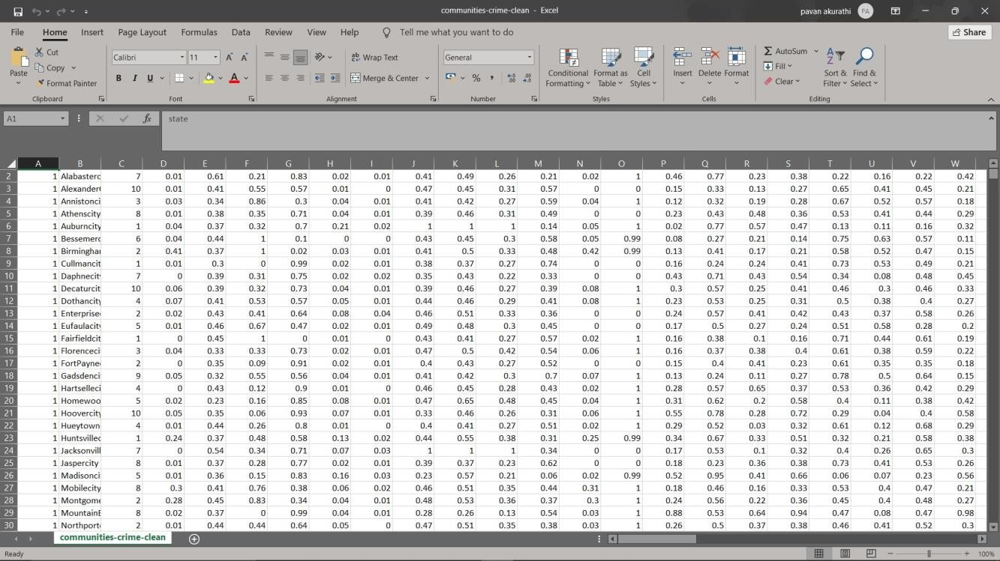 communities-crime-clean - Excel
pavan akurathi PA
File Home Insert Page Layout Formulas Data Review View Help Tell me what you want to do Share
Cut
Copy
Format Painter
Paste
Clipboard
Calibri 11 A A
B I U A
Font
Wrap Text
Merge & Center
Alignment
General
% ,
Number
Conditional Formatting
Format as Table
Cell Styles
Styles
Insert Delete Format
Cells
AutoSum
Fill
Clear
Sort & Filter
Find & Select
Editing
A1 fx state
A B C D E F G H I J K L M N O P Q R S T U V W
2 1 Alabasterc 7 0.01 0.61 0.21 0.83 0.02 0.01 0.41 0.49 0.26 0.21 0.02 1 0.46 0.77 0.23 0.38 0.22 0.16 0.22 0.42
3 1 Alexander 10 0.01 0.41 0.55 0.57 0.01 0 0.47 0.45 0.31 0.57 0 0 0.15 0.33 0.13 0.27 0.65 0.41 0.45 0.21
4 1 Annistonci 3 0.03 0.34 0.86 0.3 0.04 0.01 0.41 0.42 0.27 0.59 0.04 1 0.12 0.32 0.19 0.28 0.67 0.52 0.57 0.18
5 1 Athenscity 8 0.01 0.38 0.35 0.71 0.04 0.01 0.39 0.46 0.31 0.49 0 0 0.23 0.43 0.48 0.36 0.53 0.41 0.44 0.29
6 1 Auburncity 1 0.04 0.37 0.32 0.7 0.21 0.02 1 1 1 0.14 0.05 1 0.02 0.77 0.57 0.47 0.13 0.11 0.16 0.32
7 1 Bessemerc 6 0.04 0.44 1 0.1 0 0 0.43 0.45 0.3 0.58 0.05 0.99 0.08 0.27 0.21 0.14 0.75 0.63 0.57 0.11
8 1 Birminghar 2 0.41 0.37 1 0.02 0.03 0.01 0.41 0.5 0.33 0.48 0.42 0.99 0.13 0.41 0.17 0.21 0.58 0.52 0.47 0.15
9 1 Cullmancit 1 0.01 0.3 0 0.99 0.02 0.01 0.38 0.37 0.27 0.74 0 0 0.16 0.24 0.24 0.41 0.73 0.53 0.49 0.21
10 1 Daphnecity 7 0 0.39 0.31 0.75 0.02 0.02 0.35 0.43 0.22 0.33 0 0 0.43 0.71 0.43 0.54 0.34 0.08 0.48 0.45
11 1 Decaturcit 10 0.06 0.39 0.32 0.73 0.04 0.01 0.39 0.46 0.27 0.39 0.08 1 0.3 0.57 0.25 0.41 0.46 0.3 0.46 0.33
12 1 Dothancity 4 0.07 0.41 0.53 0.57 0.05 0.01 0.44 0.46 0.29 0.41 0.08 1 0.23 0.53 0.25 0.31 0.5 0.38 0.4 0.27
13 1 Enterprise 2 0.02 0.43 0.41 0.64 0.08 0.04 0.46 0.51 0.33 0.36 0 0 0.24 0.57 0.41 0.42 0.43 0.37 0.58 0.26
14 1 Eufaulacity 5 0.01 0.46 0.67 0.47 0.02 0.01 0.49 0.48 0.3 0.45 0 0 0.17 0.5 0.27 0.24 0.51 0.58 0.28 0.2
15 1 Fairfieldcit 1 0 0.45 1 0 0.01 0 0.43 0.41 0.27 0.57 0.02 1 0.16 0.38 0.1 0.16 0.71 0.44 0.61 0.19
16 1 Florenceci 3 0.04 0.33 0.33 0.73 0.02 0.01 0.47 0.5 0.42 0.54 0.06 1 0.16 0.37 0.38 0.4 0.61 0.38 0.59 0.22
17 1 FortPayne 2 0 0.35 0.09 0.91 0.02 0.01 0.4 0.43 0.27 0.52 0 0 0.15 0.4 0.41 0.23 0.61 0.35 0.35 0.18
18 1 Gadsdenci 9 0.05 0.32 0.55 0.56 0.04 0.01 0.41 0.42 0.3 0.7 0.07 1 0.13 0.24 0.11 0.27 0.78 0.5 0.64 0.15
19 1 Hartselleci 4 0 0.43 0.12 0.9 0.01 0 0.46 0.45 0.28 0.43 0.02 1 0.28 0.57 0.65 0.37 0.53 0.36 0.42 0.29
20 1 Homewoo 5 0.02 0.23 0.16 0.85 0.08 0.01 0.47 0.65 0.48 0.45 0.04 1 0.31 0.62 0.2 0.58 0.4 0.11 0.38 0.42
21 1 Hoovercity 10 0.05 0.35 0.06 0.93 0.07 0.01 0.33 0.46 0.26 0.31 0.06 1 0.55 0.78 0.28 0.72 0.29 0.04 0.4 0.58
22 1 Hueytown 4 0.01 0.44 0.26 0.8 0.01 0 0.4 0.41 0.27 0.51 0.02 1 0.29 0.52 0.03 0.32 0.61 0.12 0.68 0.29
23 1 Huntsvillec 1 0.24 0.37 0.48 0.58 0.13 0.02 0.44 0.55 0.38 0.31 0.25 0.99 0.34 0.67 0.33 0.51 0.32 0.21 0.58 0.38
24 1 Jacksonvill 7 0 0.54 0.34 0.71 0.07 0.03 1 1 1 0.34 0 0 0.17 0.53 0.1 0.32 0.4 0.26 0.65 0.3
25 1 Jaspercity 8 0.01 0.37 0.28 0.77 0.02 0.01 0.39 0.37 0.23 0.62 0 0 0.18 0.23 0.36 0.38 0.73 0.41 0.53 0.26
26 1 Madisonci 5 0.01 0.36 0.15 0.83 0.16 0.03 0.23 0.57 0.21 0.06 0.02 0.99 0.52 0.95 0.41 0.66 0.06 0.07 0.23 0.56
27 1 Mobilecity 8 0.3 0.41 0.76 0.38 0.06 0.02 0.46 0.51 0.35 0.44 0.31 1 0.18 0.46 0.16 0.33 0.53 0.4 0.47 0.21
28 1 Montgome 2 0.28 0.45 0.83 0.34 0.04 0.01 0.48 0.53 0.36 0.37 0.3 1 0.24 0.56 0.22 0.36 0.45 0.4 0.48 0.27
29 1 MountainB 8 0.02 0.37 0 0.99 0.04 0.01 0.28 0.26 0.13 0.54 0.03 1 0.88 0.53 0.64 0.94 0.47 0.08 0.47 0.98
30 1 Northport 2 0.01 0.44 0.44 0.64 0.05 0 0.47 0.51 0.35 0.38 0.03 1 0.26 0.5 0.37 0.38 0.46 0.41 0.52 0.3
communities-crime-clean
Ready 100%